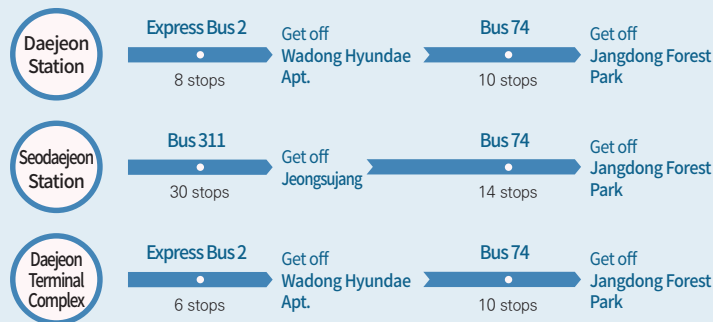 Daejeon
Station
Express Bus 2
8 stops
Get off
Wadong Hyundae
Apt.
Bus 74
10 stops
Get off
Jangdong Forest
Park
Seodaejeon
Station
Bus 311
30 stops
Get off
Jeongsujang
Bus 74
14 stops
Get off
Jangdong Forest
Park
Daejeon
Terminal
Complex
Express Bus 2
6 stops
Get off
Wadong Hyundae
Apt.
Bus 74
10 stops
Get off
Jangdong Forest
Park